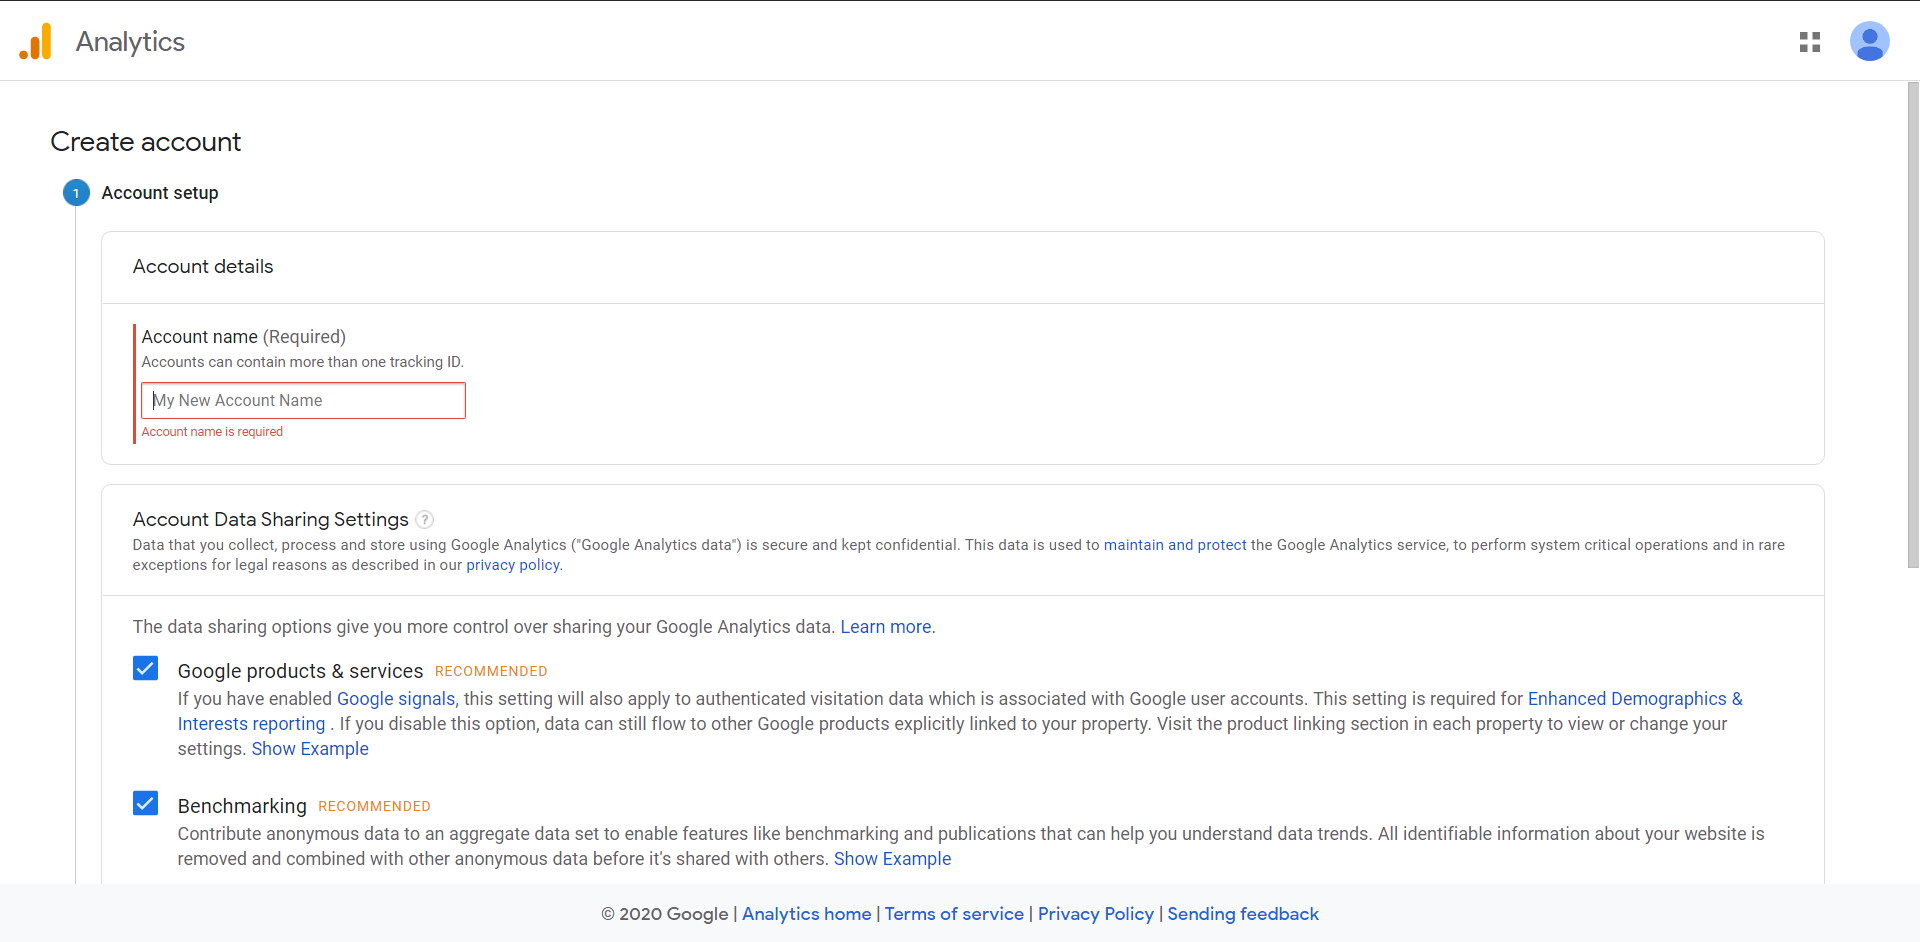 Analytics
Create account
1 Account setup
Account details
Account name (Required)
Accounts can contain more than one tracking ID.
My New Account Name
Account name is required
Account Data Sharing Settings ?
Data that you collect, process and store using Google Analytics ("Google Analytics data") is secure and kept confidential. This data is used to maintain and protect the Google Analytics service, to perform system critical operations and in rare
exceptions for legal reasons as described in our privacy policy.
The data sharing options give you more control over sharing your Google Analytics data. Learn more.
Google products & services RECOMMENDED
If you have enabled Google signals, this setting will also apply to authenticated visitation data which is associated with Google user accounts. This setting is required for Enhanced Demographics &
Interests reporting . If you disable this option, data can still flow to other Google products explicitly linked to your property. Visit the product linking section in each property to view or change your
settings. Show Example
Benchmarking RECOMMENDED
Contribute anonymous data to an aggregate data set to enable features like benchmarking and publications that can help you understand data trends. All identifiable information about your website is
removed and combined with other anonymous data before it's shared with others. Show Example
© 2020 Google | Analytics home | Terms of service | Privacy Policy | Sending feedback